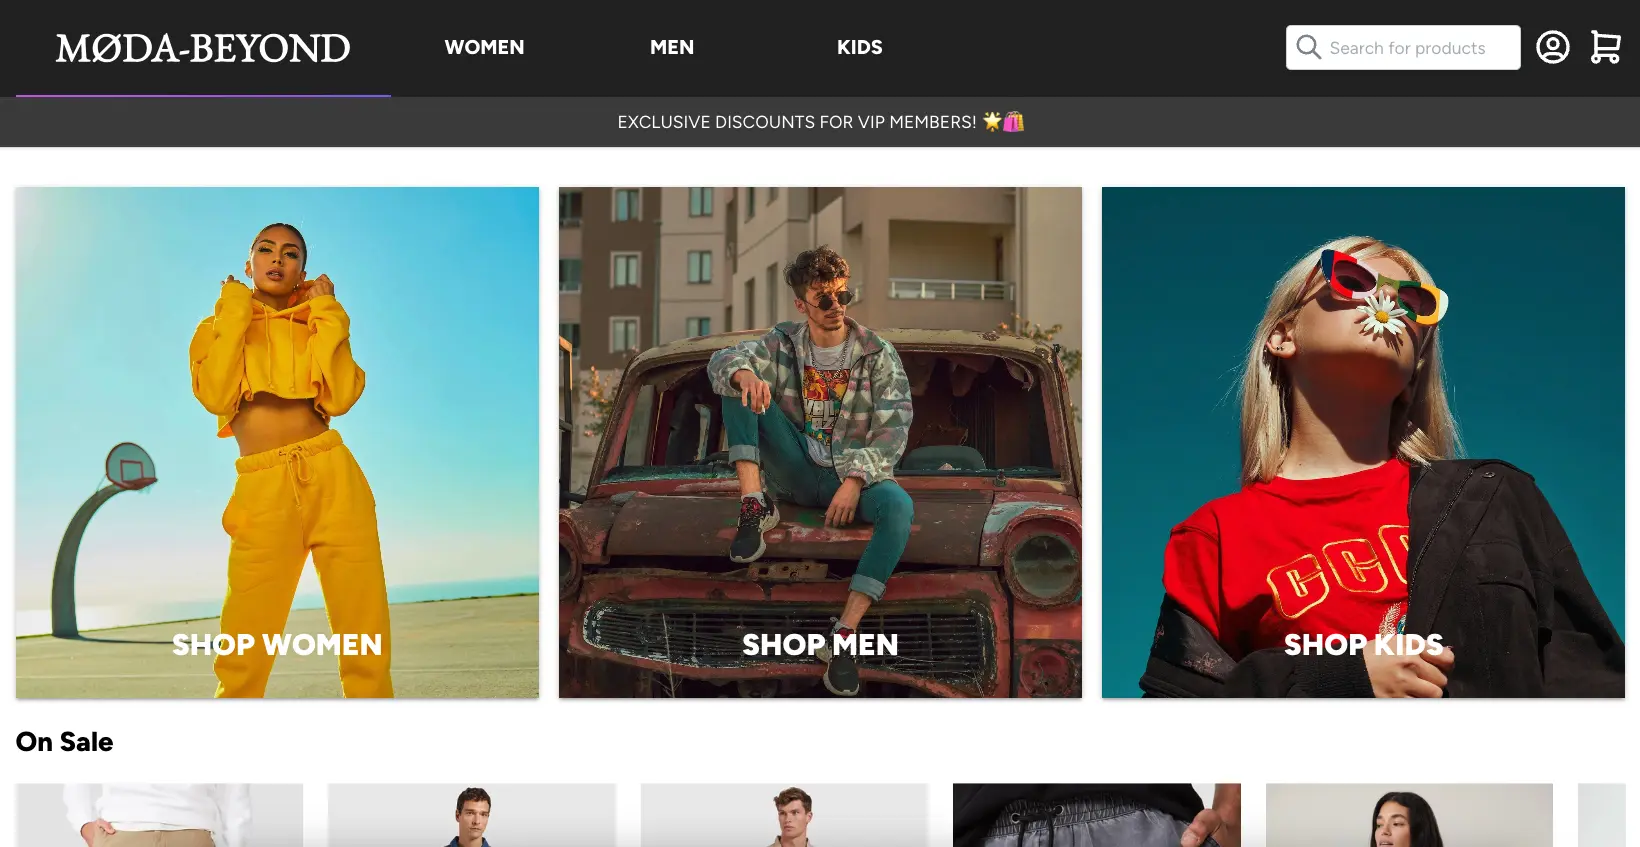 MØDA-BEYOND
WOMEN
MEN
KIDS
Search for products
EXCLUSIVE DISCOUNTS FOR VIP MEMBERS! 🌟🛍️
SHOP WOMEN
SHOP MEN
SHOP KIDS
On Sale